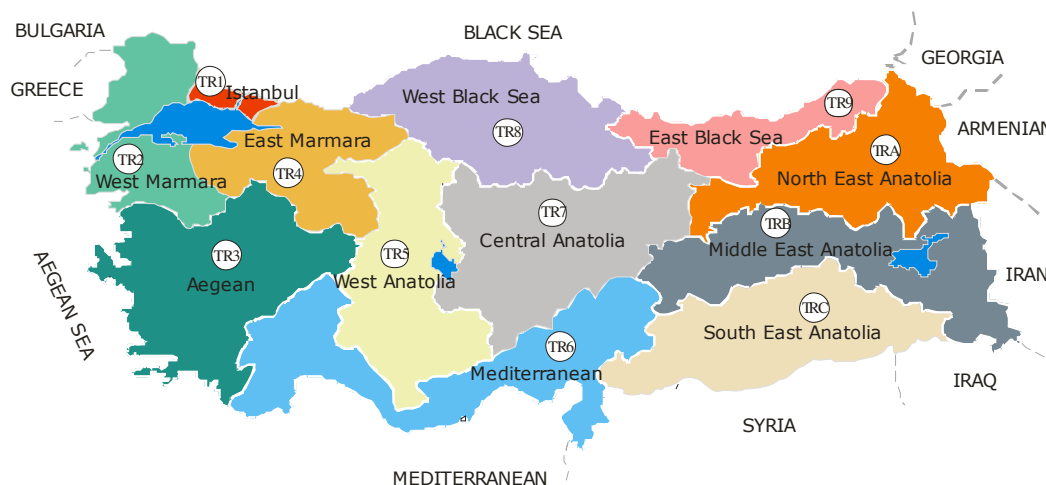 BULGARIA
BLACK SEA
GEORGIA
GREECE
TR1
Istanbul
West Black Sea
TR9
ARMENIAN
TR8
East Black Sea
East Marmara
TR2
West Marmara
TR4
TRA
North East Anatolia
TR7
Central Anatolia
TRB
Middle East Anatolia
TR3
Aegean
TR5
West Anatolia
IRAN
AEGEAN SEA
TRC
South East Anatolia
TR6
Mediterranean
IRAQ
SYRIA
MEDITERRANEAN